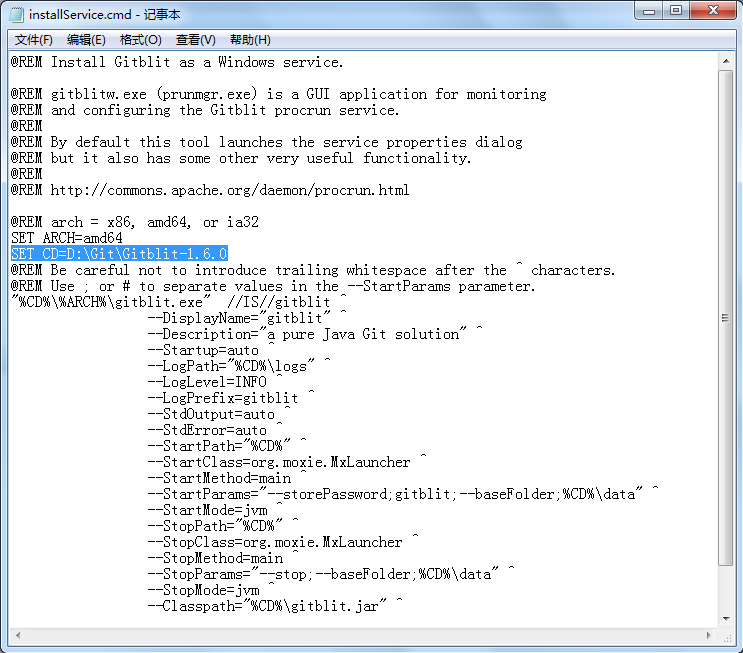 installService.cmd - 记事本
文件(F) 编辑(E) 格式(O) 查看(V) 帮助(H)
@REM Install Gitblit as a Windows service.
@REM gitblitw.exe (prunmgr.exe) is a GUI application for monitoring
@REM and configuring the Gitblit procrun service.
@REM
@REM By default this tool launches the service properties dialog
@REM but it also has some other very useful functionality.
@REM
@REM http://commons.apache.org/daemon/procrun.html
@REM arch = x86, amd64, or ia32
SET ARCH=amd64
SET CD=D:\Git\Gitblit-1.6.0
@REM Be careful not to introduce trailing whitespace after the ^ characters.
@REM Use ; or # to separate values in the --StartParams parameter.
"%CD%\%ARCH%\gitblit.exe"  //IS//gitblit ^
--DisplayName="gitblit" ^
--Description="a pure Java Git solution" ^
--Startup=auto ^
--LogPath="%CD%\logs" ^
--LogLevel=INFO ^
--LogPrefix=gitblit ^
--StdOutput=auto ^
--StdError=auto ^
--StartPath="%CD%" ^
--StartClass=org.moxie.MxLauncher ^
--StartMethod=main ^
--StartParams="--storePassword;gitblit;--baseFolder;%CD%\data" ^
--StartMode=jvm ^
--StopPath="%CD%" ^
--StopClass=org.moxie.MxLauncher ^
--StopMethod=main ^
--StopParams="--stop;--baseFolder;%CD%\data" ^
--StopMode=jvm ^
--Classpath="%CD%\gitblit.jar" ^